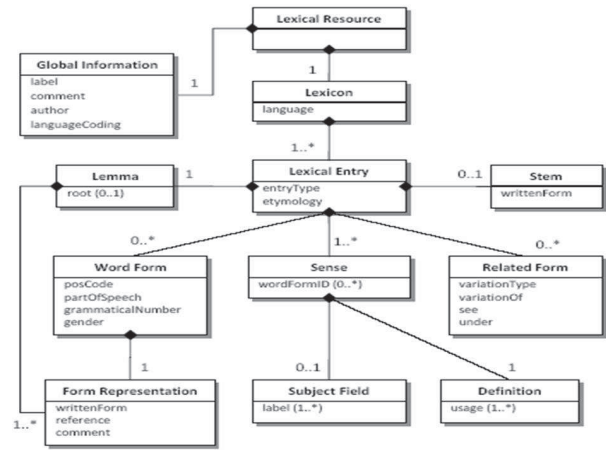 Lexical Resource
Global Information
label
comment
author
languageCoding
1
1
Lexicon
language
1..*
Lemma
root (0..1)
1
Lexical Entry
entryType
etymology
0..1
Stem
writtenForm
0..*
1..*
0..*
Word Form
posCode
partOfSpeech
grammaticalNumber
gender
Sense
wordFormID (0..*)
Related Form
variationType
variationOf
see
under
1
0..1
1
Form Representation
writtenForm
reference
comment
1..*
Subject Field
label (1..*)
Definition
usage (1..*)